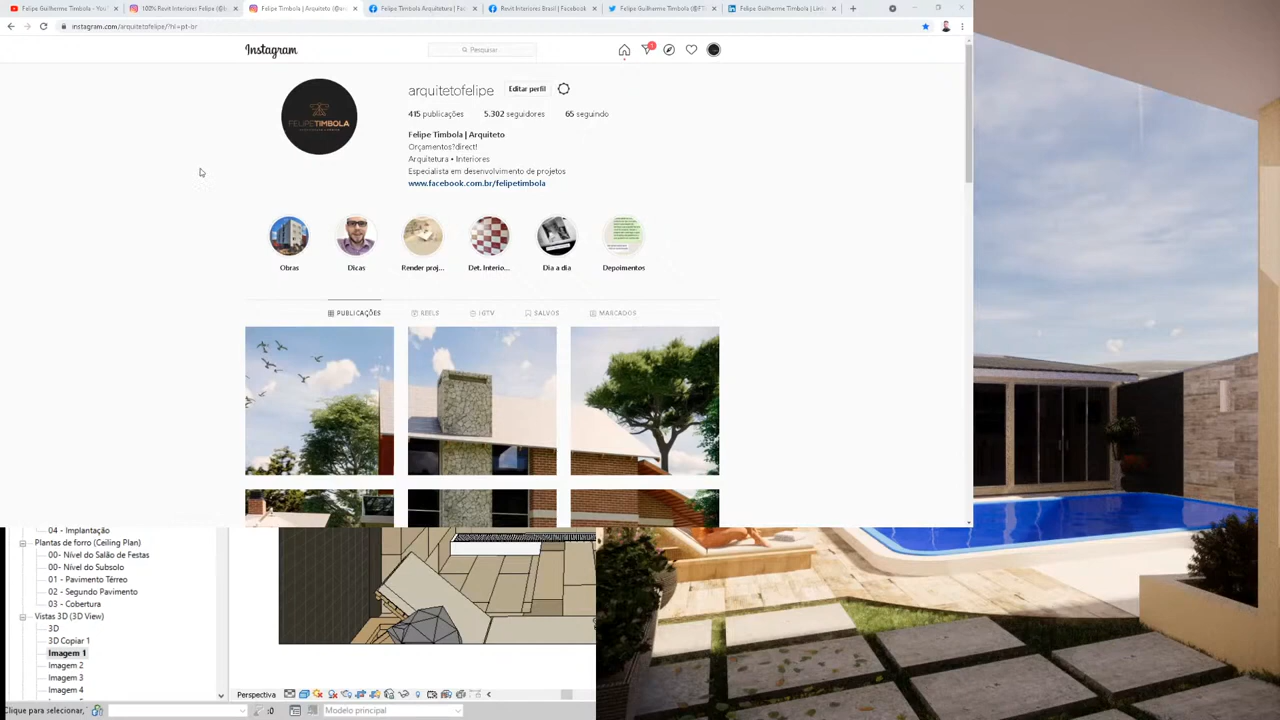 Felipe Guilherme Timbola - You
100% Revit Interiores Felipe (@
Felipe Timbola | Arquiteto (@ar
Felipe Timbola Arquitetura | Fac
Revit Interiores Brasil | Facebook
Felipe Guilherme Timbola (@FT
Felipe Guilherme Timbola | Link
instagram.com/arquitetofelipe/?hl=pt-br
Instagram
Pesquisar
1
arquitetofelipe
Editar perfil
415 publicações
5.302 seguidores
65 seguindo
FELIPETIMBOLA
Felipe Timbola | Arquiteto
Orçamentos?direct!
Arquitetura • Interiores
Especialista em desenvolvimento de projetos
www.facebook.com.br/felipetimbola
Obras
Dicas
Render proj...
Det. Interio...
Dia a dia
Depoimentos
PUBLICAÇÕES
REELS
IGTV
SALVOS
MARCADOS
04 - Implantação
Plantas de forro (Ceiling Plan)
00- Nível do Salão de Festas
00- Nível do Subsolo
01 - Pavimento Térreo
02 - Segundo Pavimento
03 - Cobertura
Vistas 3D (3D View)
3D
3D Copiar 1
Imagem 1
Imagem 2
Imagem 3
Imagem 4
Perspectiva
Clique para selecionar,
:0
Modelo principal